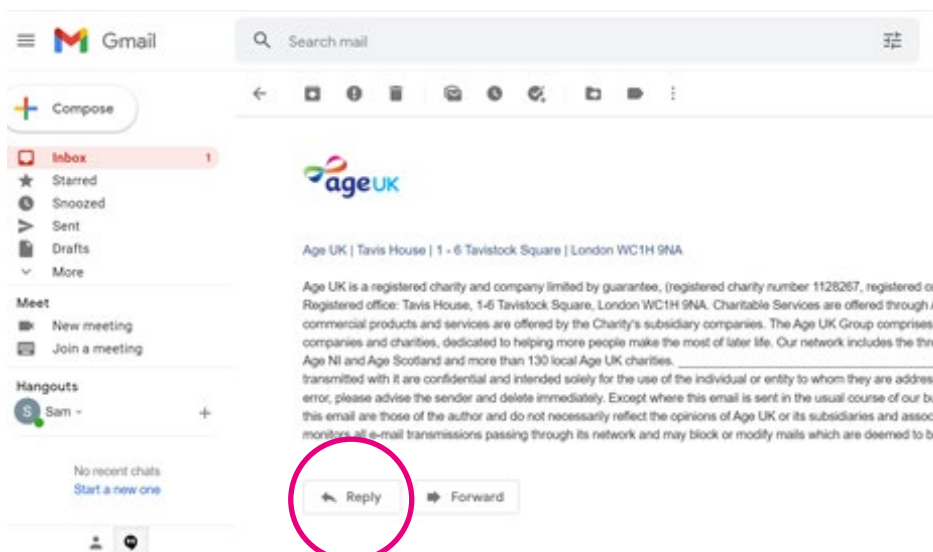 Gmail
Search mail
Compose
Inbox 1
Starred
Snoozed
Sent
Drafts
More
Meet
New meeting
Join a meeting
Hangouts
S Sam
No recent chats
Start a new one
ageUK
Age UK | Tavis House | 1 - 6 Tavistock Square | London WC1H 9NA
Age UK is a registered charity and company limited by guarantee, (registered charity number 1128267, registered co
Registered office: Tavis House, 1-6 Tavistock Square, London WC1H 9NA. Charitable Services are offered through A
commercial products and services are offered by the Charity's subsidiary companies. The Age UK Group comprises
companies and charities, dedicated to helping more people make the most of later life. Our network includes the thr
Age NI and Age Scotland and more than 130 local Age UK charities. ____________________
transmitted with it are confidential and intended solely for the use of the individual or entity to whom they are addres
error, please advise the sender and delete immediately. Except where this email is sent in the usual course of our bu
this email are those of the author and do not necessarily reflect the opinions of Age UK or its subsidiaries and assoc
monitors all e-mail transmissions passing through its network and may block or modify mails which are deemed to b
Reply
Forward